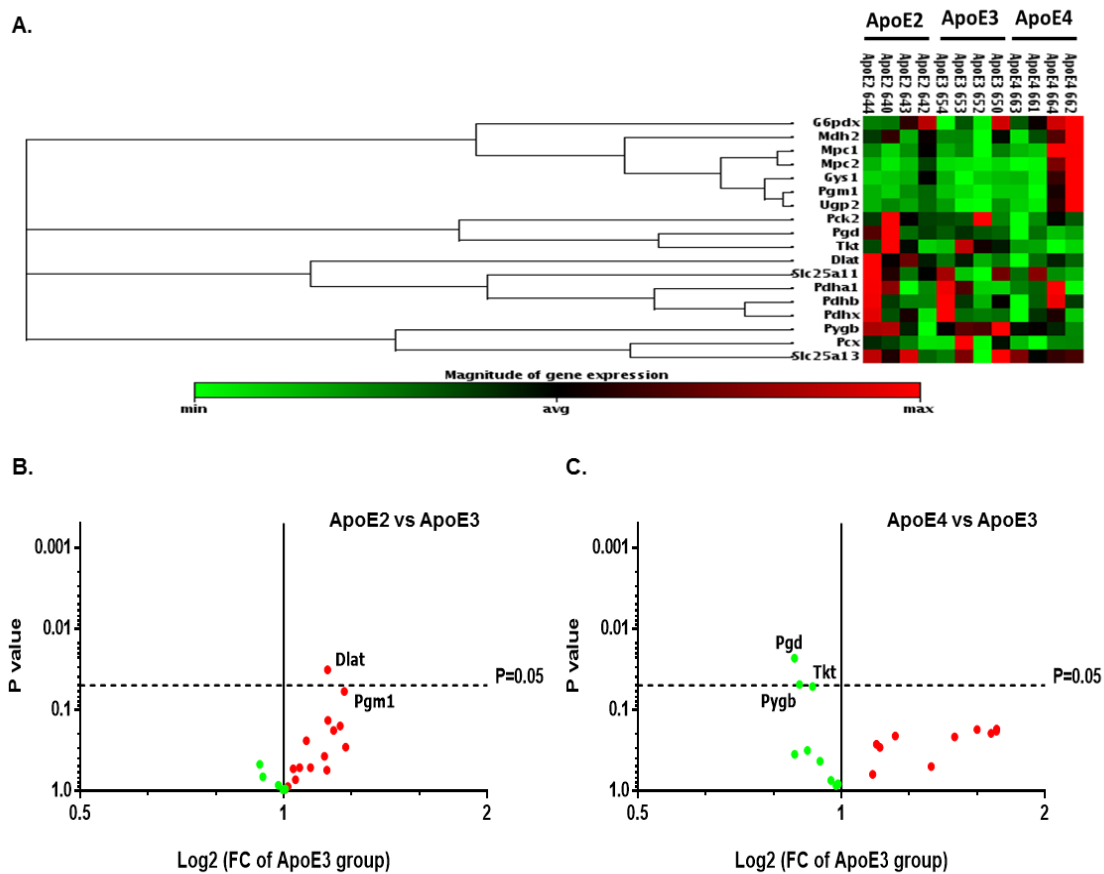 A.
ApoE2 ApoE3 ApoE4
ApoE2 644
ApoE2 640
ApoE2 643
ApoE2 642
ApoE3 654
ApoE3 653
ApoE3 652
ApoE3 650
ApoE4 663
ApoE4 661
ApoE4 664
ApoE4 662
G6pdx
Mdh2
Mpc1
Mpc2
Gys1
Pgm1
Ugp2
Pck2
Pgd
Tkt
Dlat
Slc25a11
Pdha1
Pdhb
Pdhx
Pygb
Pcx
Slc25a13
Magnitude of gene expression
min avg max
B.
ApoE2 vs ApoE3
P value
0.001
0.01
0.1
1.0
Dlat
Pgm1
P=0.05
0.5 1 2
Log2 (FC of ApoE3 group)
C.
ApoE4 vs ApoE3
P value
0.001
0.01
0.1
1.0
Pgd
Tkt
Pygb
P=0.05
0.5 1 2
Log2 (FC of ApoE3 group)